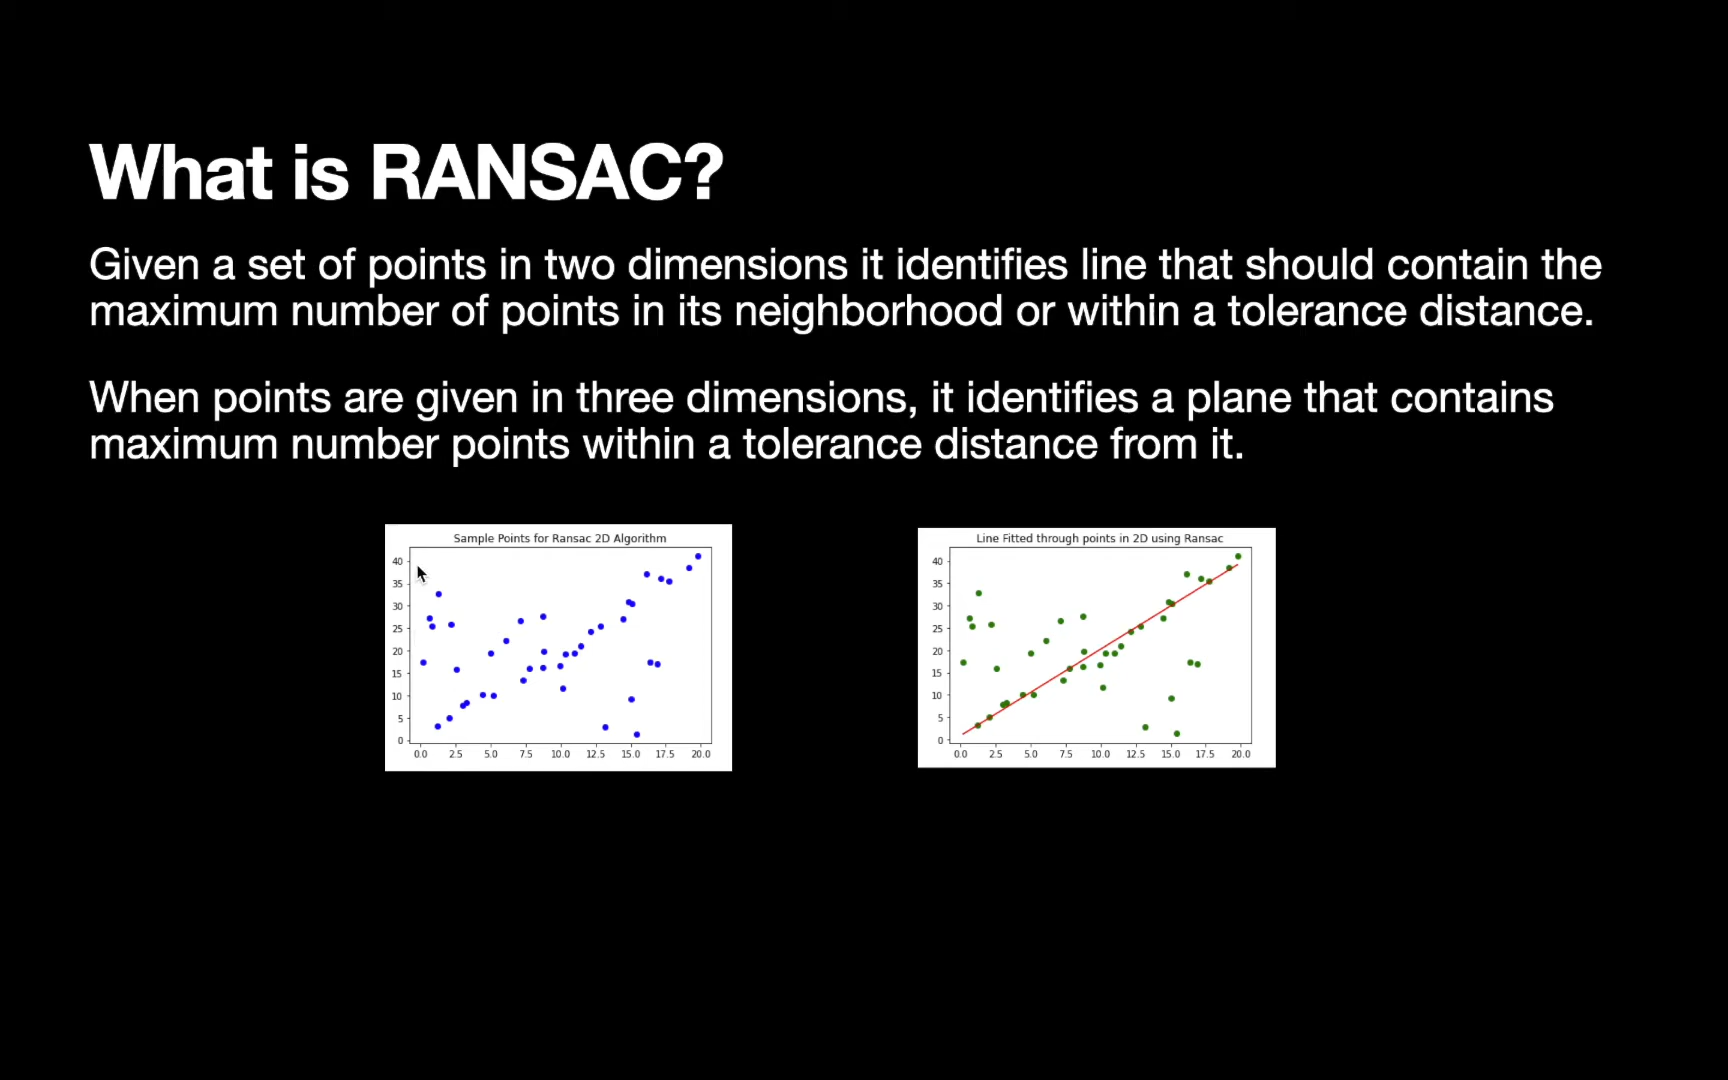 What is RANSAC?
Given a set of points in two dimensions it identifies line that should contain the
maximum number of points in its neighborhood or within a tolerance distance.
When points are given in three dimensions, it identifies a plane that contains
maximum number points within a tolerance distance from it.
Sample Points for Ransac 2D Algorithm
40
35
30
25
20
15
10
5
0
0.0 2.5 5.0 7.5 10.0 12.5 15.0 17.5 20.0
Line Fitted through points in 2D using Ransac
40
35
30
25
20
15
10
5
0
0.0 2.5 5.0 7.5 10.0 12.5 15.0 17.5 20.0